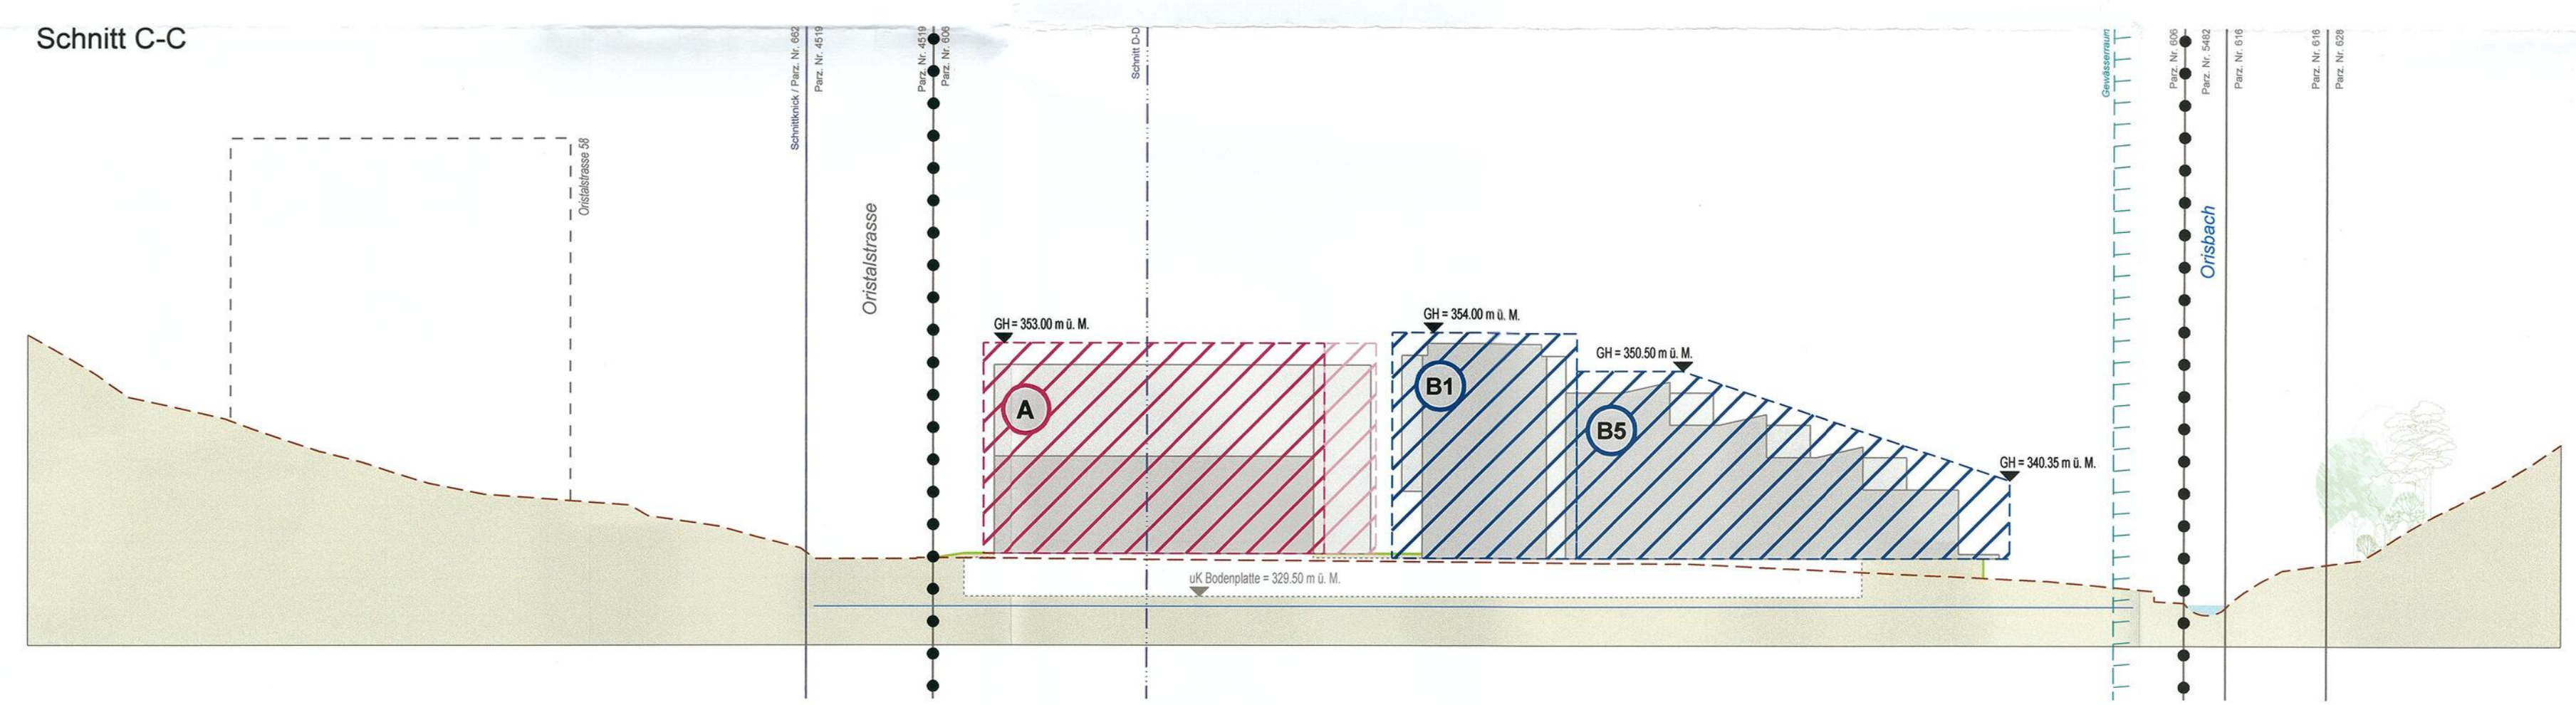 Schnitt C-C
Schnittknick / Parz. Nr. 662
Parz. Nr. 4519
Parz. Nr. 4519
Parz. Nr. 606
Schnitt D-D
Gewässerraum
Parz. Nr. 606
Parz. Nr. 5482
Parz. Nr. 616
Parz. Nr. 616
Parz. Nr. 628
Oristalstrasse 58
Oristalstrasse
Orisbach
GH = 353.00 m ü. M.
GH = 354.00 m ü. M.
GH = 350.50 m ü. M.
GH = 340.35 m ü. M.
A
B1
B5
uK Bodenplatte = 329.50 m ü. M.